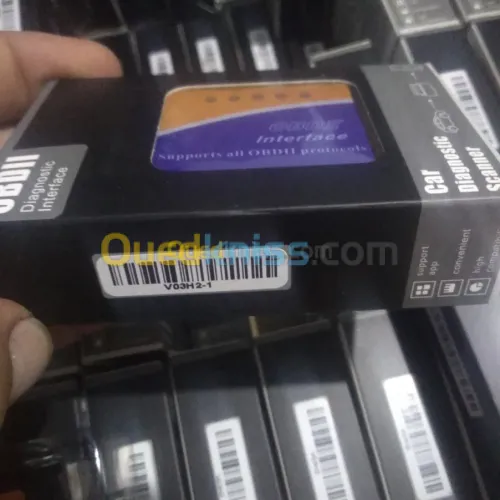 OBDII
Diagnostic
Interface
OBDII
Interface
Supports all OBDII protocols
Car
Diagnostic
Scanner
support
app
convenient
high
Ouedkniss.com
V03H2-1